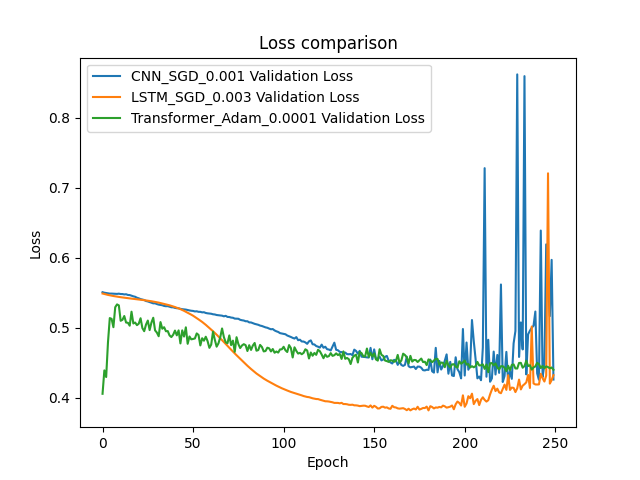 Loss comparison
CNN_SGD_0.001 Validation Loss
LSTM_SGD_0.003 Validation Loss
Transformer_Adam_0.0001 Validation Loss
0.8
0.7
0.6
0.5
0.4
Loss
0
50
100
150
200
250
Epoch